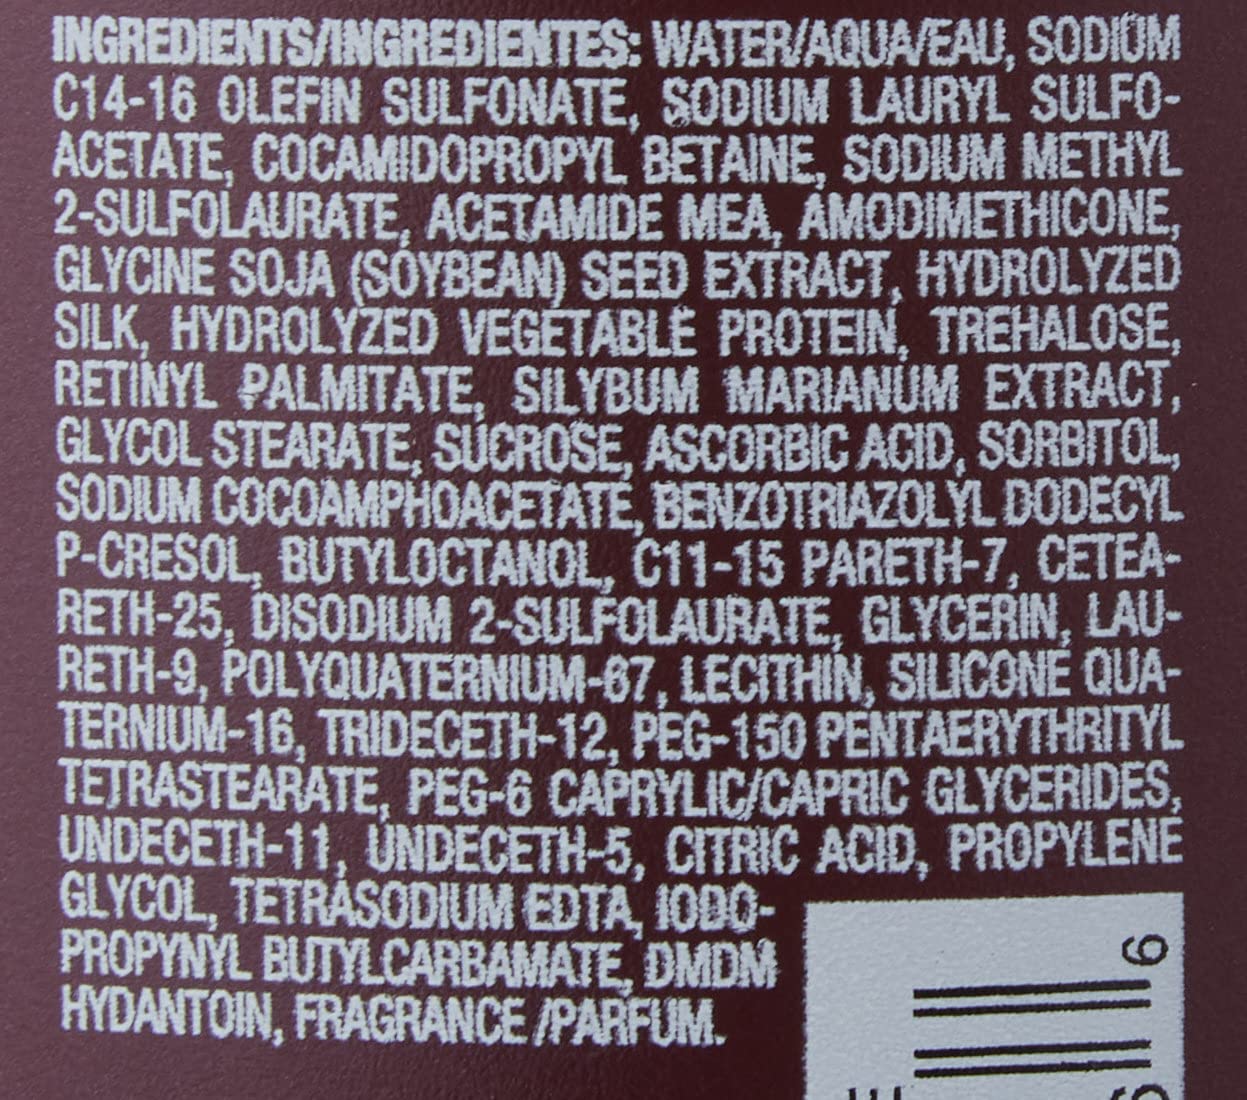 INGREDIENTS/INGREDIENTES: WATER/AQUA/EAU, SODIUM
C14-16 OLEFIN SULFONATE, SODIUM LAURYL SULFO-
ACETATE, COCAMIDOPROPYL BETAINE, SODIUM METHYL
2-SULFOLAURATE, ACETAMIDE MEA, AMODIMETHICONE,
GLYCINE SOJA (SOYBEAN) SEED EXTRACT, HYDROLYZED
SILK, HYDROLYZED VEGETABLE PROTEIN, TREHALOSE,
RETINYL PALMITATE, SILYBUM MARIANUM EXTRACT,
GLYCOL STEARATE, SUCROSE, ASCORBIC ACID, SORBITOL,
SODIUM COCOAMPHOACETATE, BENZOTRIAZOLYL DODECYL
P-CRESOL, BUTYLOCTANOL, C11-15 PARETH-7, CETEA-
RETH-25, DISODIUM 2-SULFOLAURATE, GLYCERIN, LAU-
RETH-9, POLYQUATERNIUM-67, LECITHIN, SILICONE QUA-
TERNIUM-16, TRIDECETH-12, PEG-150 PENTAERYTHRITYL
TETRASTEARATE, PEG-6 CAPRYLIC/CAPRIC GLYCERIDES,
UNDECETH-11, UNDECETH-5, CITRIC ACID, PROPYLENE
GLYCOL, TETRASODIUM EDTA, IODO-
PROPYNYL BUTYLCARBAMATE, DMDM
HYDANTOIN, FRAGRANCE /PARFUM.
6